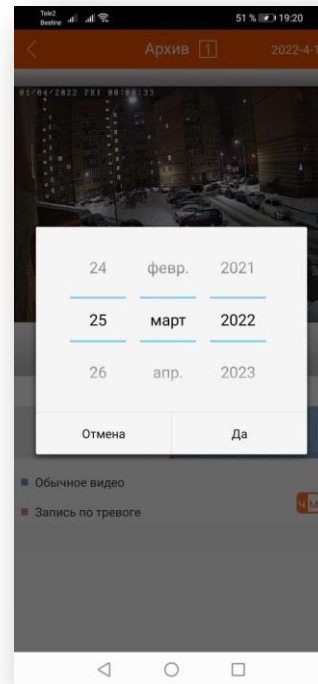 Tele2
Beeline
51 % 19:20
Архив 1 2022-4-1
01/04/2022 FRI 00:00:33
24 февр. 2021
25 март 2022
26 апр. 2023
Отмена Да
Обычное видео
Запись по тревоге
Ч М